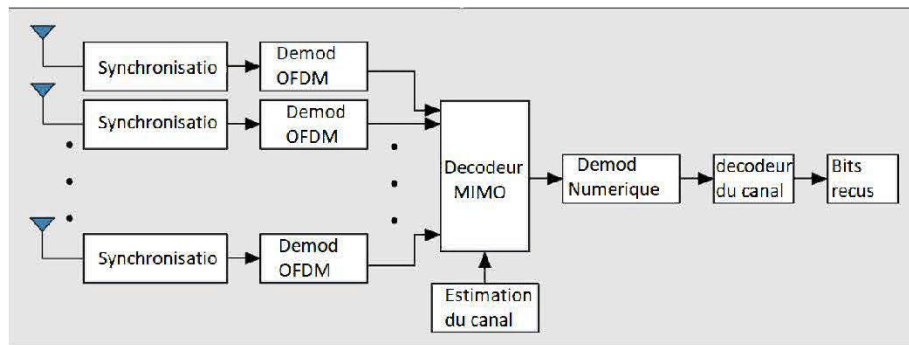 Synchronisatio
Demod
OFDM
Synchronisatio
Demod
OFDM
Decodeur
MIMO
Demod
Numerique
decodeur
du canal
Bits
recus
Synchronisatio
Demod
OFDM
Estimation
du canal